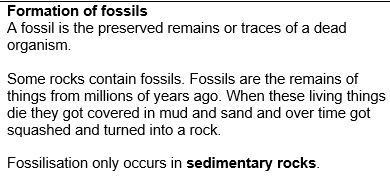 Formation of fossils
A fossil is the preserved remains or traces of a dead
organism.
Some rocks contain fossils. Fossils are the remains of
things from millions of years ago. When these living things
die they got covered in mud and sand and over time got
squashed and turned into a rock.
Fossilisation only occurs in sedimentary rocks.